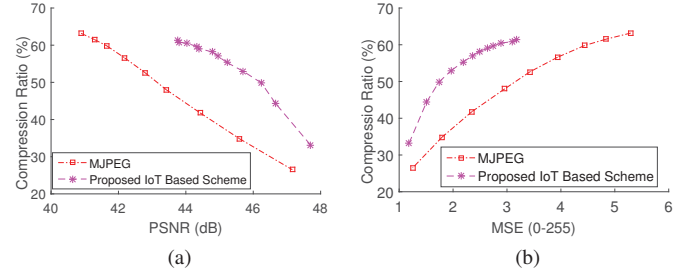 Compression Ratio (%)
70
60
50
40
30
20
MJPEG
Proposed IoT Based Scheme
40
42
44
46
48
PSNR (dB)
(a)
Compressio Ratio (%)
70
60
50
40
30
20
MJPEG
Proposed IoT Based Scheme
1
2
3
4
5
6
MSE (0-255)
(b)